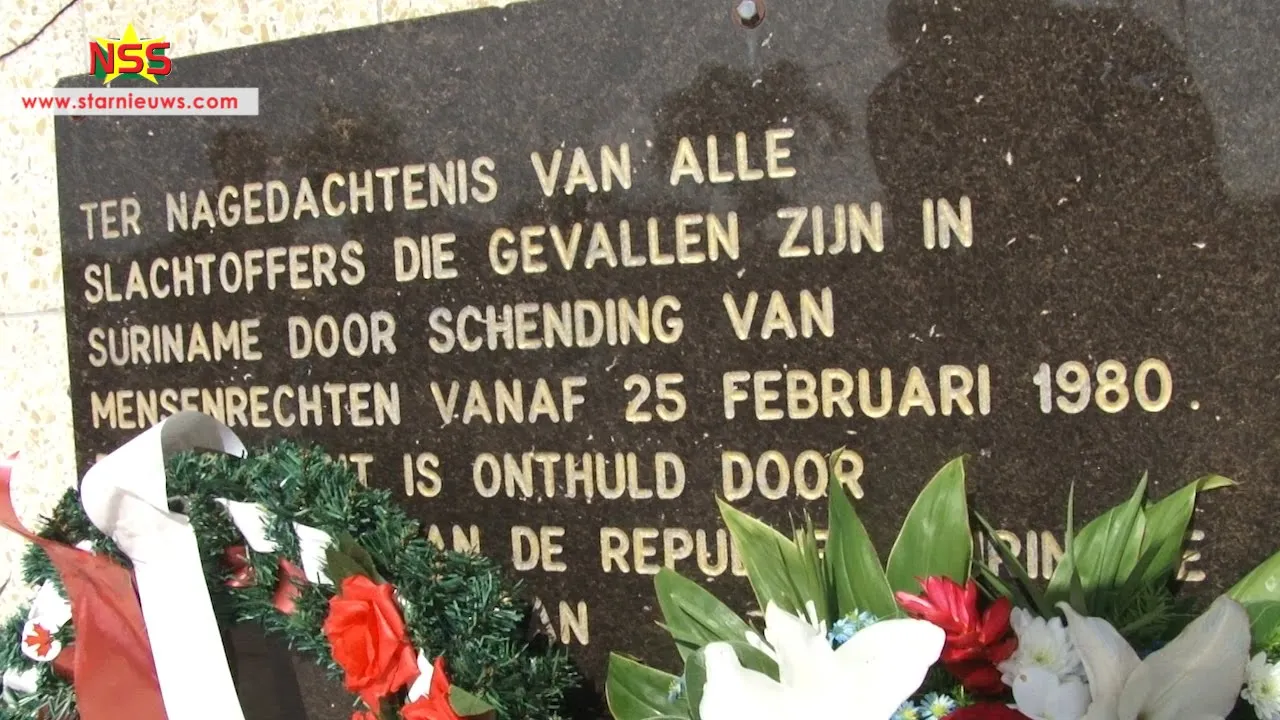 NSS
www.starnieuws.com
TER NAGEDACHTENIS VAN ALLE
SLACHTOFFERS DIE GEVALLEN ZIJN IN
SURINAME DOOR SCHENDING VAN
MENSENRECHTEN VANAF 25 FEBRUARI 1980.
IS ONTHULD DOOR
DE